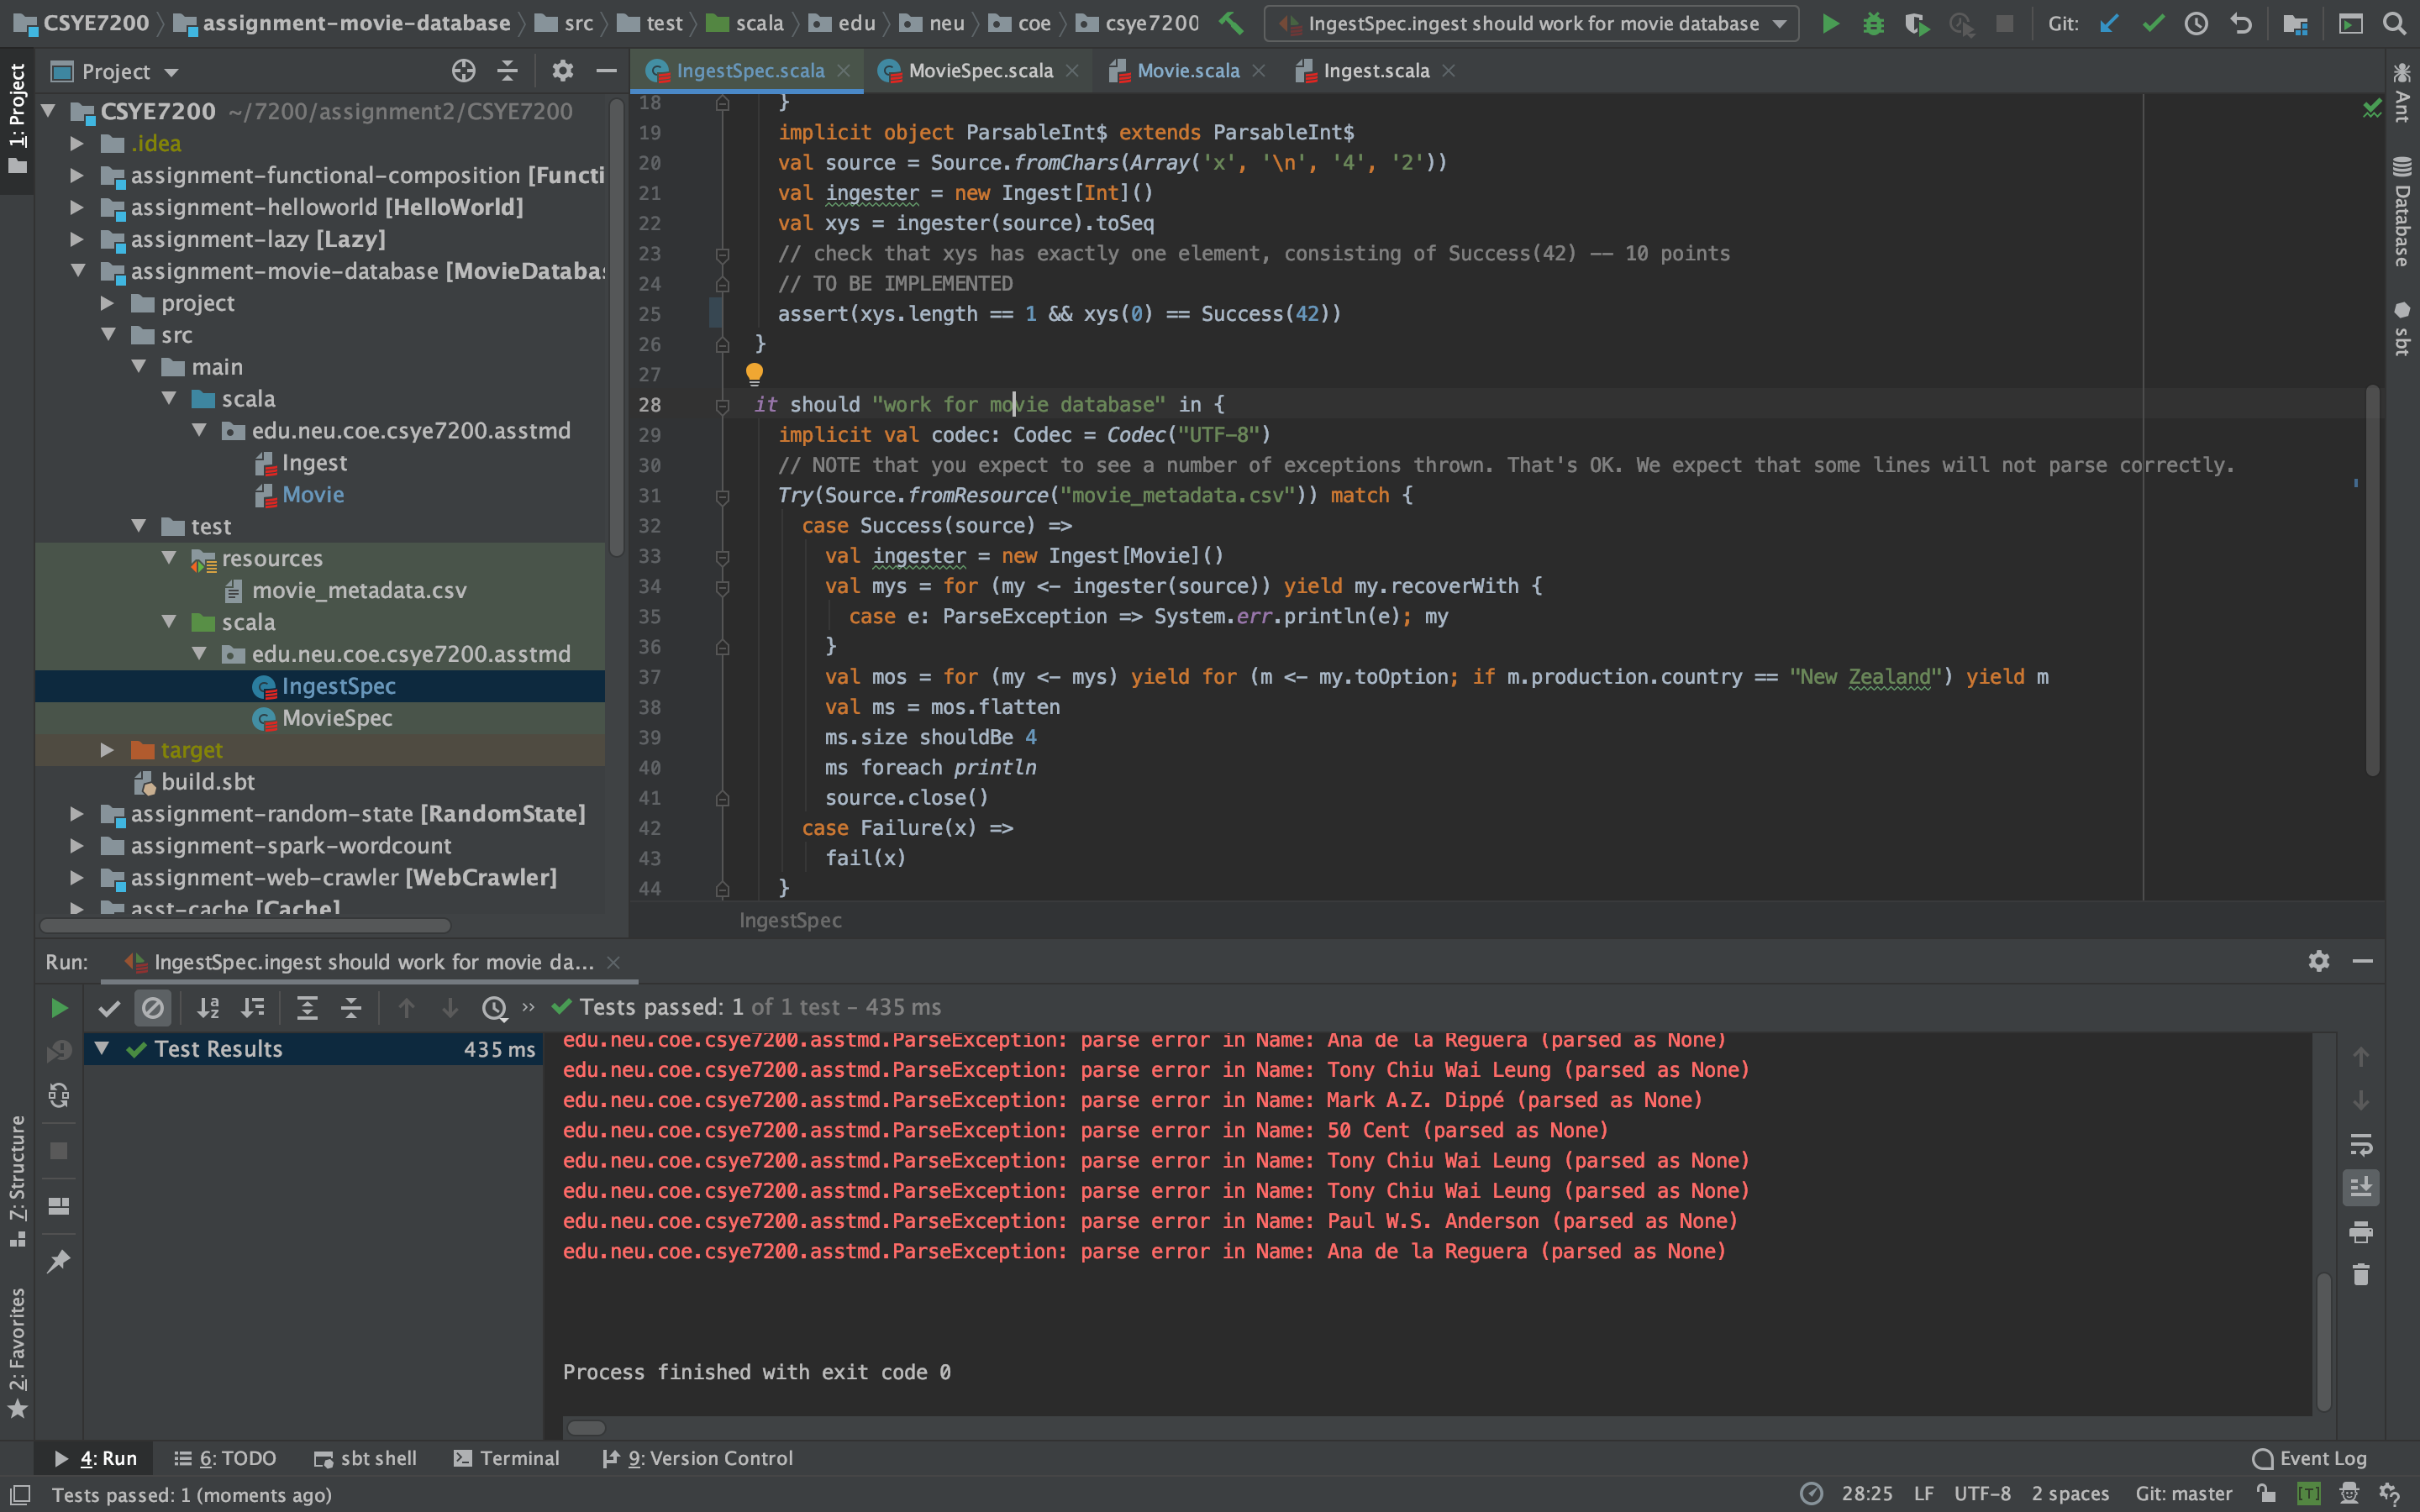 CSYE7200 assignment-movie-database src test scala edu neu coe csye7200 IngestSpec.ingest should work for movie database Git:
1: Project
Project
IngestSpec.scala MovieSpec.scala Movie.scala Ingest.scala
CSYE7200 ~/7200/assignment2/CSYE7200
.idea
assignment-functional-composition [Functi
assignment-helloworld [HelloWorld]
assignment-lazy [Lazy]
assignment-movie-database [MovieDatabas
project
src
main
scala
edu.neu.coe.csye7200.asstmd
Ingest
Movie
test
resources
movie_metadata.csv
scala
edu.neu.coe.csye7200.asstmd
IngestSpec
MovieSpec
target
build.sbt
assignment-random-state [RandomState]
assignment-spark-wordcount
assignment-web-crawler [WebCrawler]
asst-cache [Cache]
18 }
19 implicit object ParsableInt$ extends ParsableInt$
20 val source = Source.fromChars(Array('x', '\n', '4', '2'))
21 val ingester = new Ingest[Int]()
22 val xys = ingester(source).toSeq
23 // check that xys has exactly one element, consisting of Success(42) -- 10 points
24 // TO BE IMPLEMENTED
25 assert(xys.length == 1 && xys(0) == Success(42))
26 }
27
28 it should "work for movie database" in {
29 implicit val codec: Codec = Codec("UTF-8")
30 // NOTE that you expect to see a number of exceptions thrown. That's OK. We expect that some lines will not parse correctly.
31 Try(Source.fromResource("movie_metadata.csv")) match {
32 case Success(source) =>
33 val ingester = new Ingest[Movie]()
34 val mys = for (my <- ingester(source)) yield my.recoverWith {
35 case e: ParseException => System.err.println(e); my
36 }
37 val mos = for (my <- mys) yield for (m <- my.toOption; if m.production.country == "New Zealand") yield m
38 val ms = mos.flatten
39 ms.size shouldBe 4
40 ms foreach println
41 source.close()
42 case Failure(x) =>
43 fail(x)
44 }
IngestSpec
Ant
Database
sbt
Run: IngestSpec.ingest should work for movie da...
Tests passed: 1 of 1 test – 435 ms
Test Results 435 ms
edu.neu.coe.csye7200.asstmd.ParseException: parse error in Name: Ana de la Reguera (parsed as None)
edu.neu.coe.csye7200.asstmd.ParseException: parse error in Name: Tony Chiu Wai Leung (parsed as None)
edu.neu.coe.csye7200.asstmd.ParseException: parse error in Name: Mark A.Z. Dippé (parsed as None)
edu.neu.coe.csye7200.asstmd.ParseException: parse error in Name: 50 Cent (parsed as None)
edu.neu.coe.csye7200.asstmd.ParseException: parse error in Name: Tony Chiu Wai Leung (parsed as None)
edu.neu.coe.csye7200.asstmd.ParseException: parse error in Name: Tony Chiu Wai Leung (parsed as None)
edu.neu.coe.csye7200.asstmd.ParseException: parse error in Name: Paul W.S. Anderson (parsed as None)
edu.neu.coe.csye7200.asstmd.ParseException: parse error in Name: Ana de la Reguera (parsed as None)
Process finished with exit code 0
Z: Structure
2: Favorites
4: Run 6: TODO sbt shell Terminal 9: Version Control Event Log
Tests passed: 1 (moments ago) 28:25 LF UTF-8 2 spaces Git: master [T]